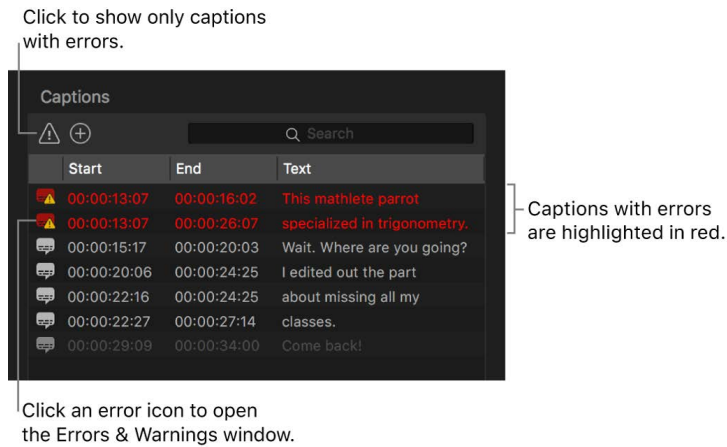 Click to show only captions
with errors.
Captions
Search
Start End Text
00:00:13:07 00:00:16:02 This mathlete parrot
00:00:13:07 00:00:26:07 specialized in trigonometry.
00:00:15:17 00:00:20:03 Wait. Where are you going?
00:00:20:06 00:00:24:25 I edited out the part
00:00:22:16 00:00:24:25 about missing all my
00:00:22:27 00:00:27:14 classes.
00:00:29:09 00:00:34:00 Come back!
Captions with errors
are highlighted in red.
Click an error icon to open
the Errors & Warnings window.